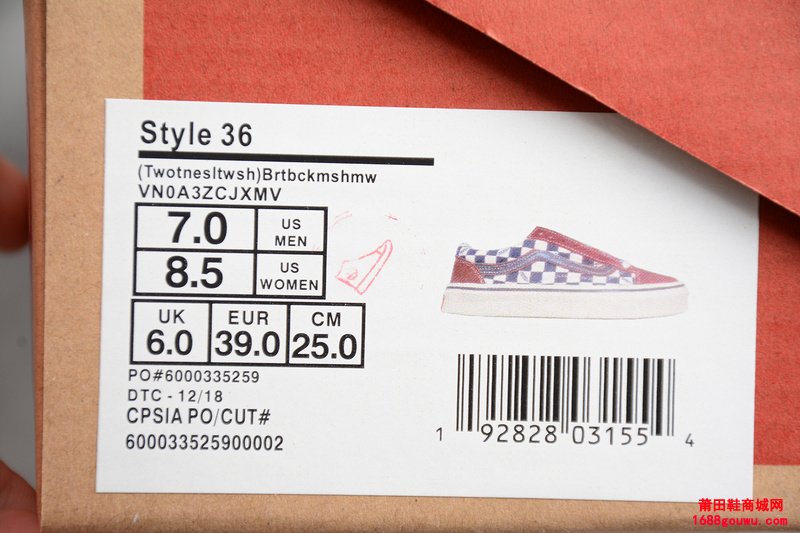 Style 36
(Twotnesltwsh)Brtbckmshmw
VN0A3ZCJXMV
7.0 US MEN
8.5 US WOMEN
UK EUR CM
6.0 39.0 25.0
PO#6000335259
DTC - 12/18
CPSIA PO/CUT#
600033525900002
1 92828 03155 4
莆田鞋商城网
1688gouwu.com